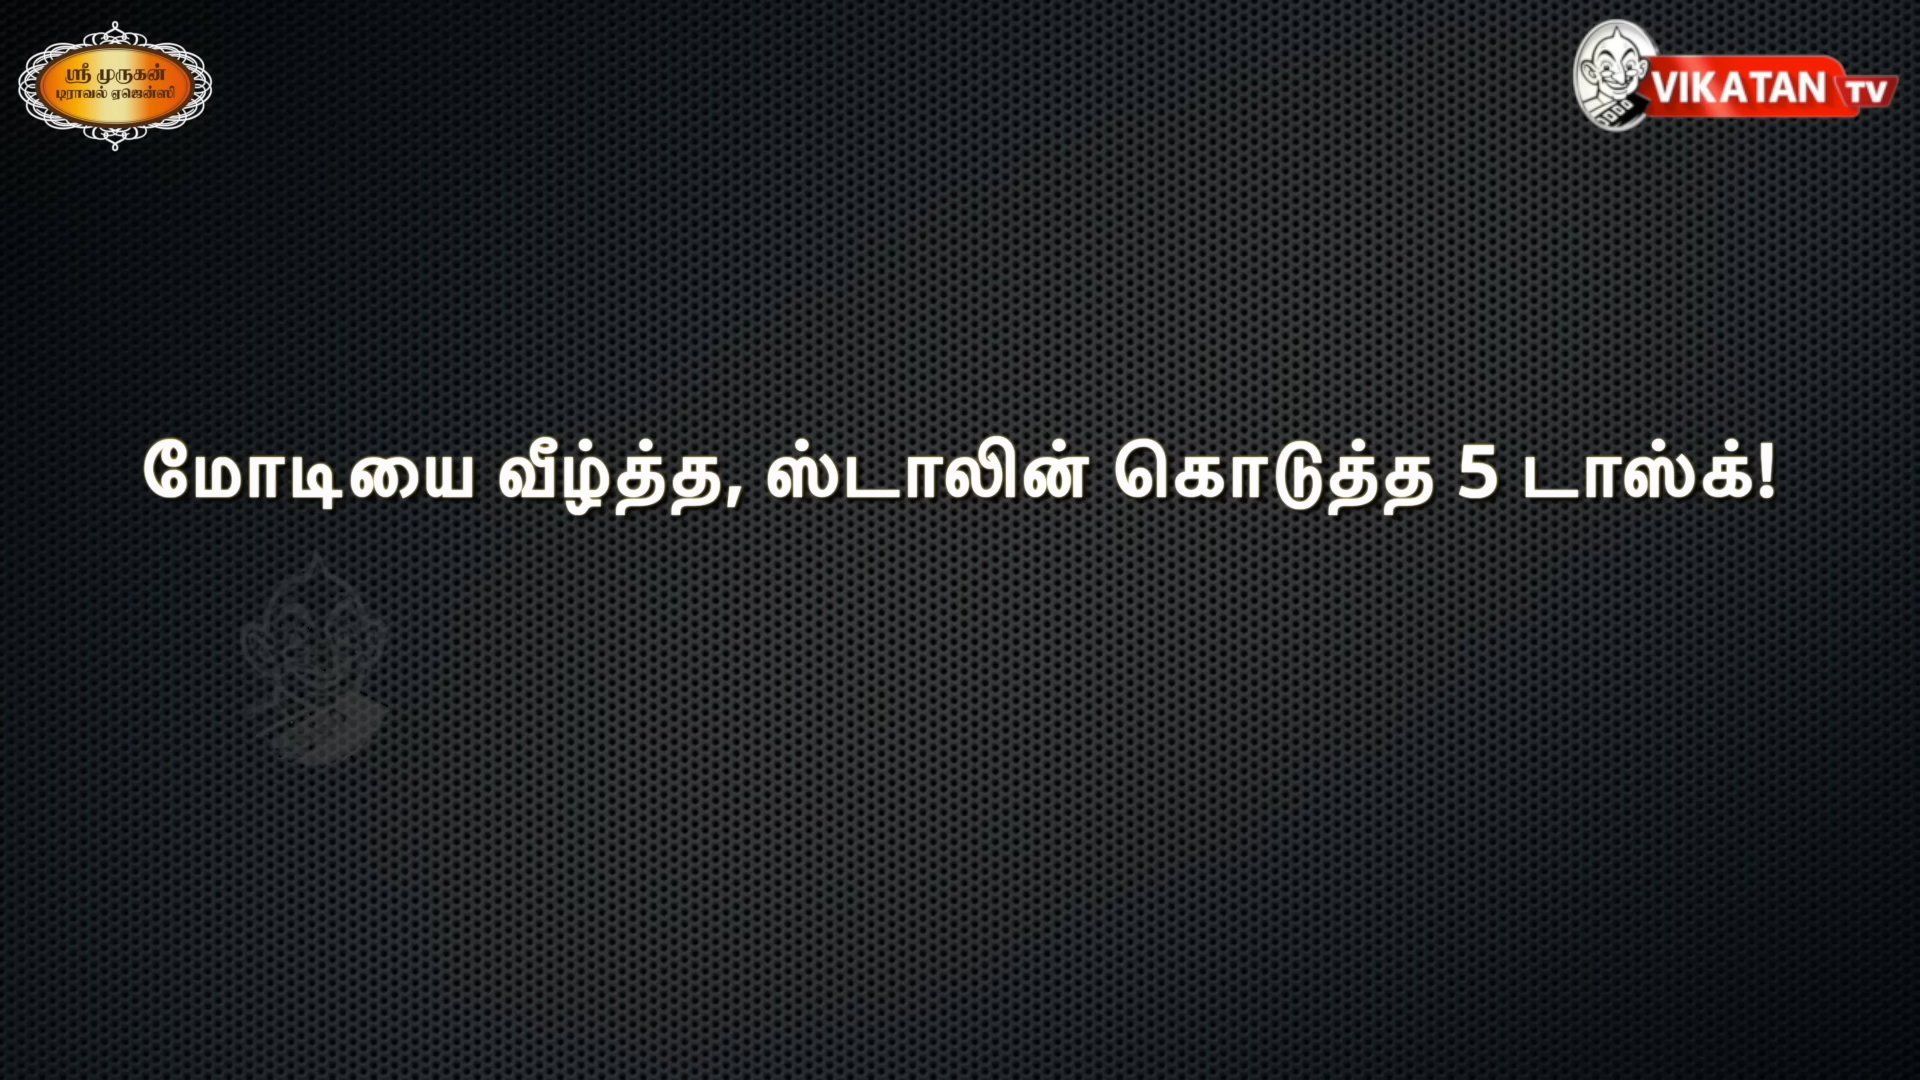 ஸ்ரீ முருகன்
டிராவல் ஏஜென்ஸி
VIKATAN TV
மோடியை வீழ்த்த, ஸ்டாலின் கொடுத்த 5 டாஸ்க்!